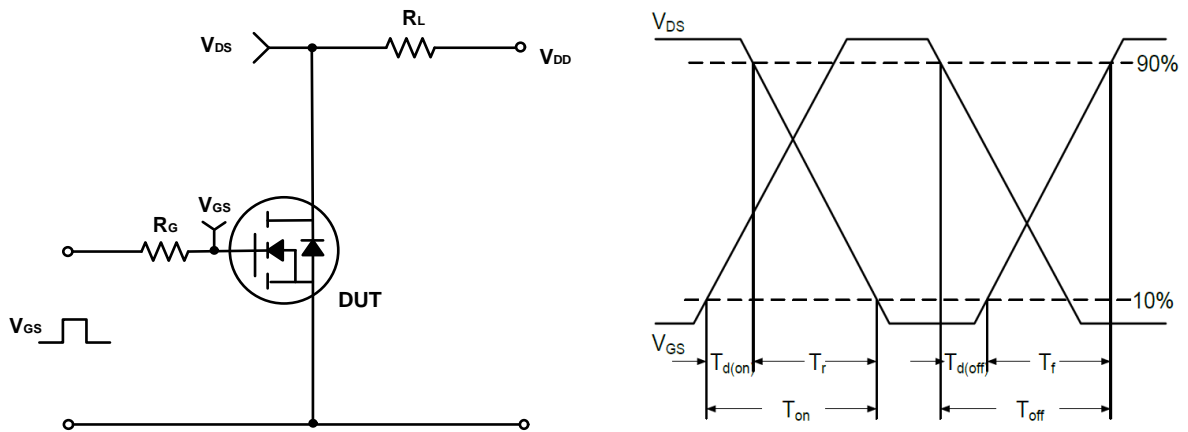 RL
VDS
VDD
VGS
RG
DUT
VGS
VDS
90%
10%
VGS
Td(on)
Tr
Td(off)
Tf
Ton
Toff